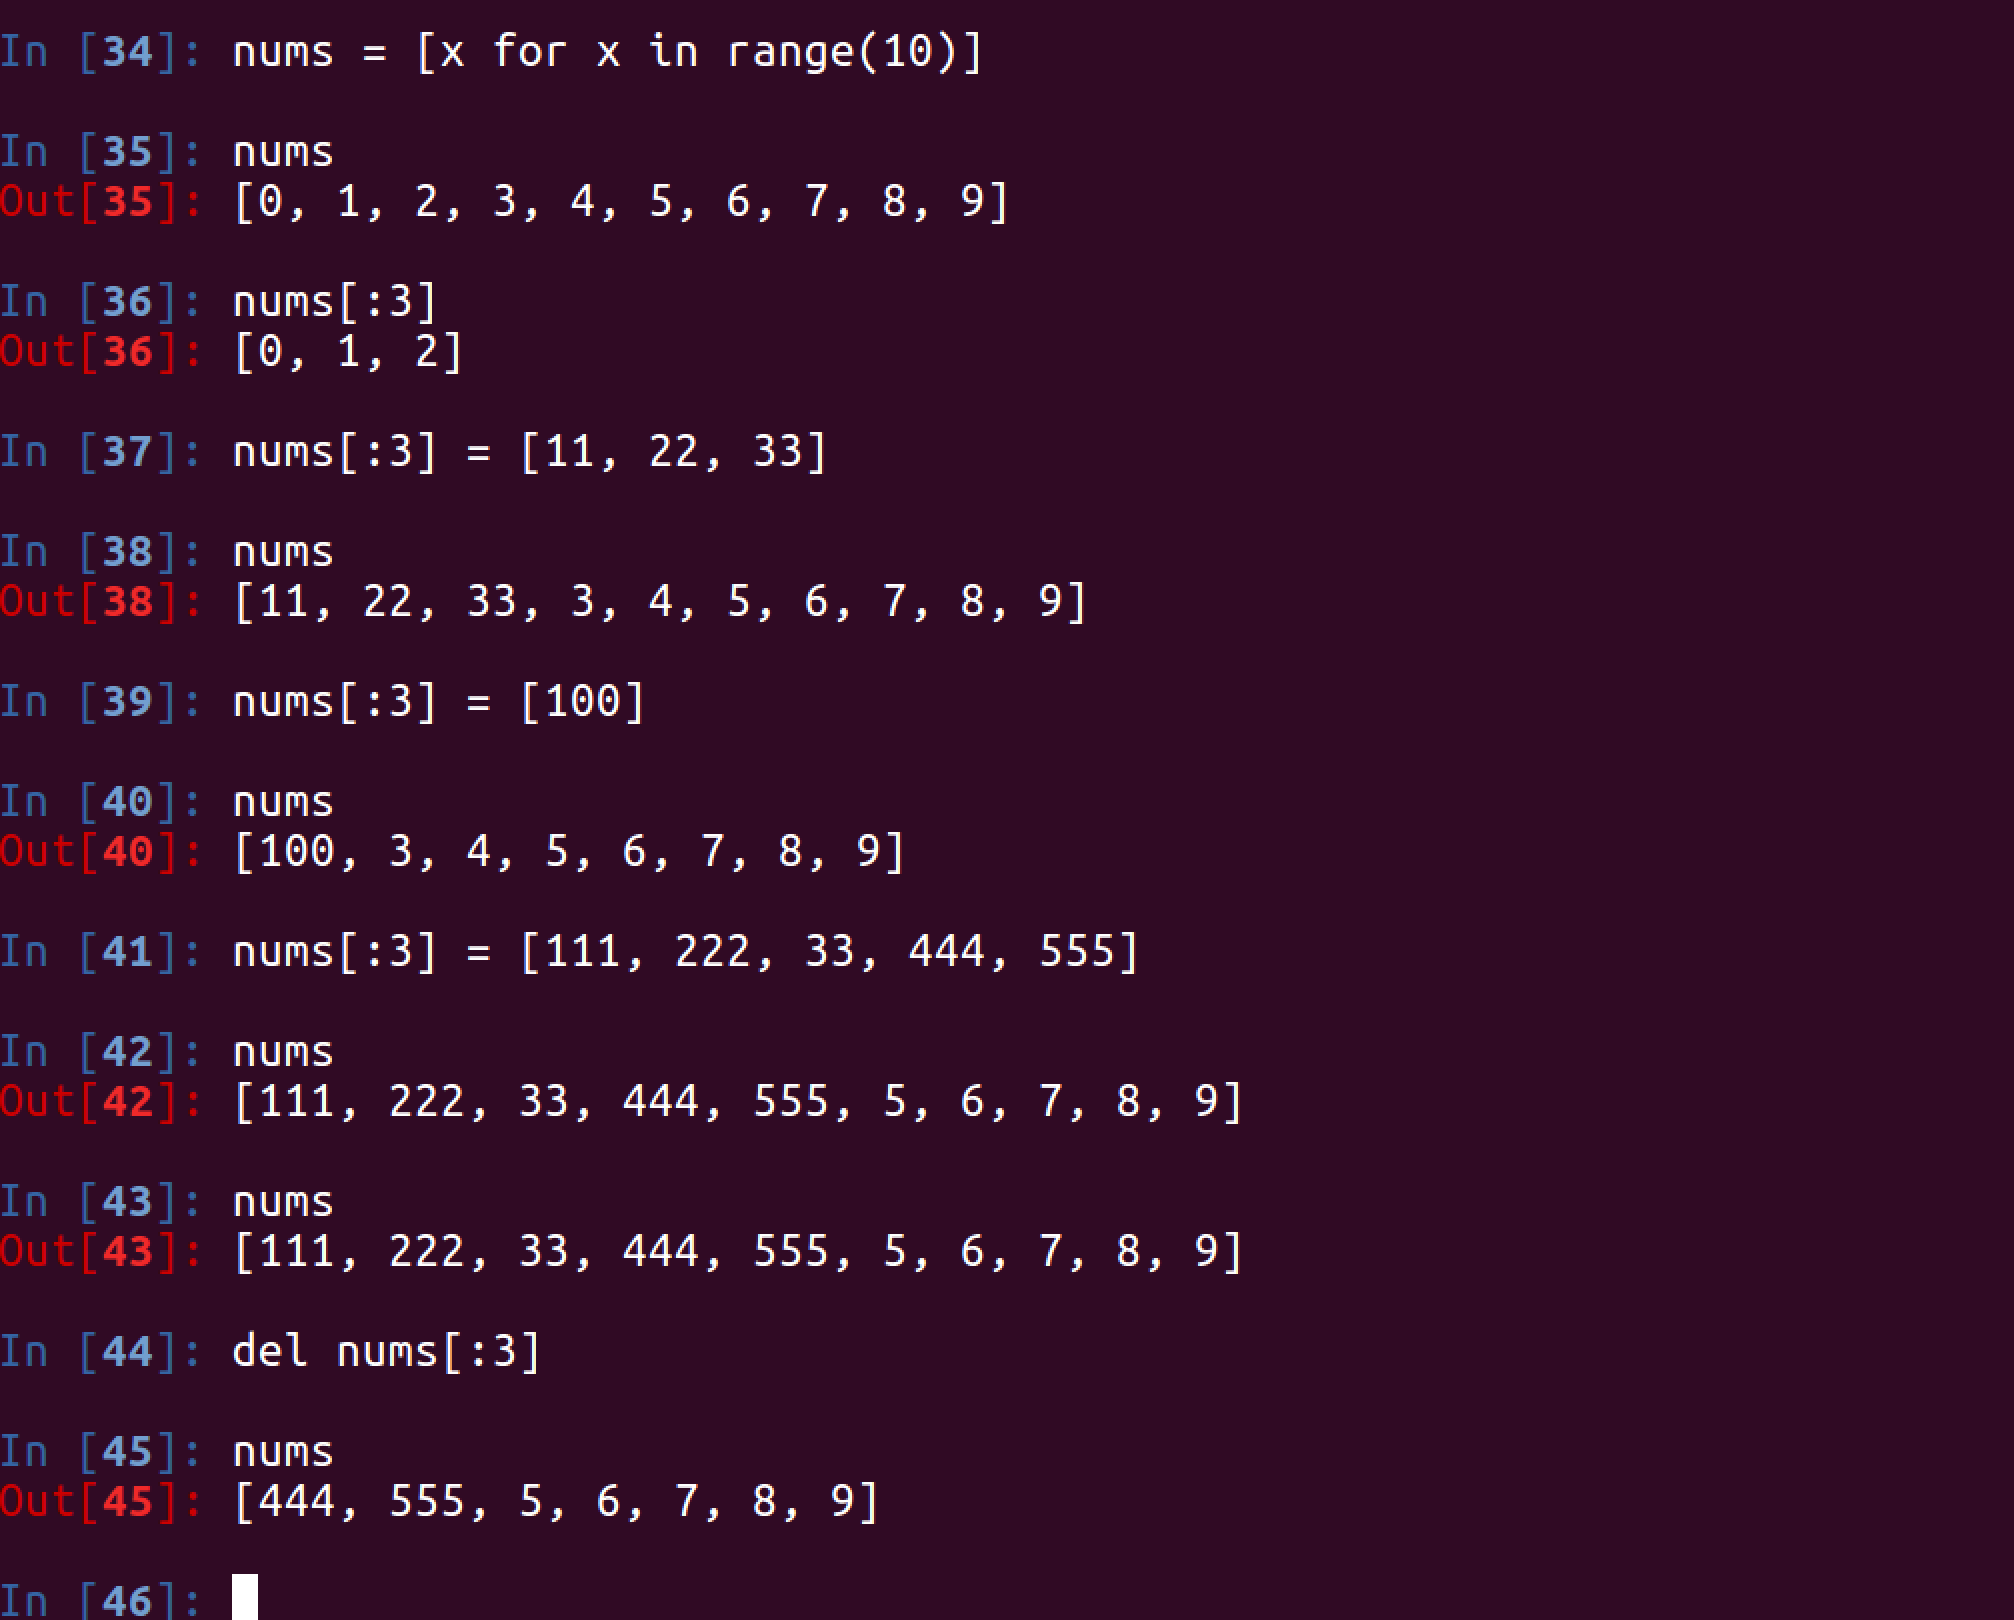 In [34]: nums = [x for x in range(10)]
In [35]: nums
Out[35]: [0, 1, 2, 3, 4, 5, 6, 7, 8, 9]
In [36]: nums[:3]
Out[36]: [0, 1, 2]
In [37]: nums[:3] = [11, 22, 33]
In [38]: nums
Out[38]: [11, 22, 33, 3, 4, 5, 6, 7, 8, 9]
In [39]: nums[:3] = [100]
In [40]: nums
Out[40]: [100, 3, 4, 5, 6, 7, 8, 9]
In [41]: nums[:3] = [111, 222, 33, 444, 555]
In [42]: nums
Out[42]: [111, 222, 33, 444, 555, 5, 6, 7, 8, 9]
In [43]: nums
Out[43]: [111, 222, 33, 444, 555, 5, 6, 7, 8, 9]
In [44]: del nums[:3]
In [45]: nums
Out[45]: [444, 555, 5, 6, 7, 8, 9]
In [46]: